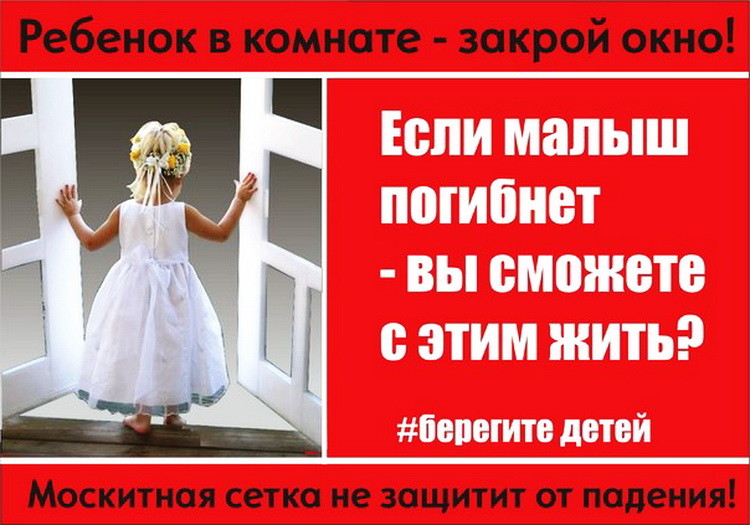 Ребенок в комнате - закрой окно!
Если малыш
погибнет
- вы сможете
с этим жить?
#берегите детей
Москитная сетка не защитит от падения!